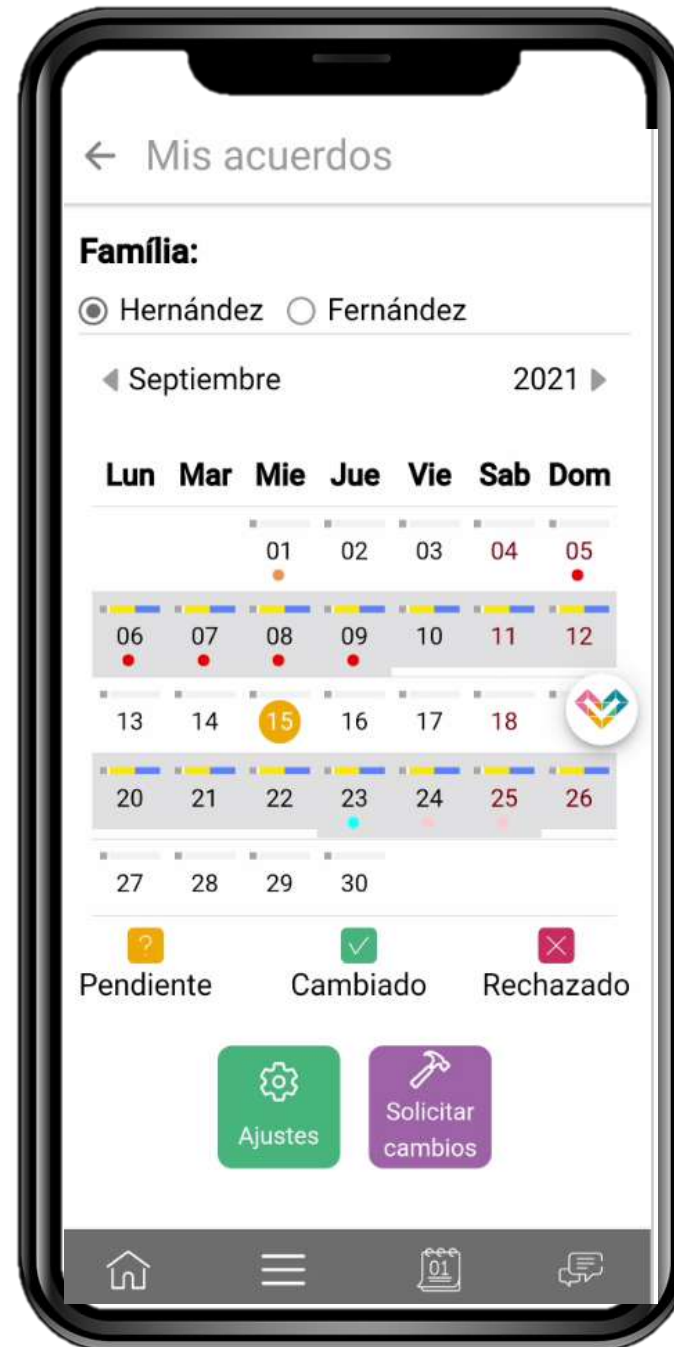 Mis acuerdos
Família:
Hernández Fernández
Septiembre 2021
Lun Mar Mie Jue Vie Sab Dom
01 02 03 04 05
06 07 08 09 10 11 12
13 14 15 16 17 18
20 21 22 23 24 25 26
27 28 29 30
?
Pendiente Cambiado Rechazado
Ajustes
Solicitar
cambios
01